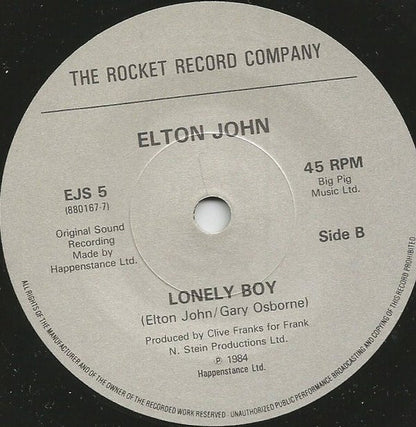 THE ROCKET RECORD COMPANY
ELTON JOHN
EJS 5
(880167-7)
Original Sound
Recording
Made by
Happenstance Ltd.
45 RPM
Big Pig
Music Ltd.
Side B
LONELY BOY
(Elton John/Gary Osborne)
Produced by Clive Franks for Frank
N. Stein Productions Ltd.
℗ 1984
Happenstance Ltd.
ALL RIGHTS OF THE MANUFACTURER AND OF THE OWNER OF THE RECORDED WORK RESERVED · UNAUTHORIZED PUBLIC PERFORMANCE BROADCASTING AND COPYING OF THIS RECORD PROHIBITED